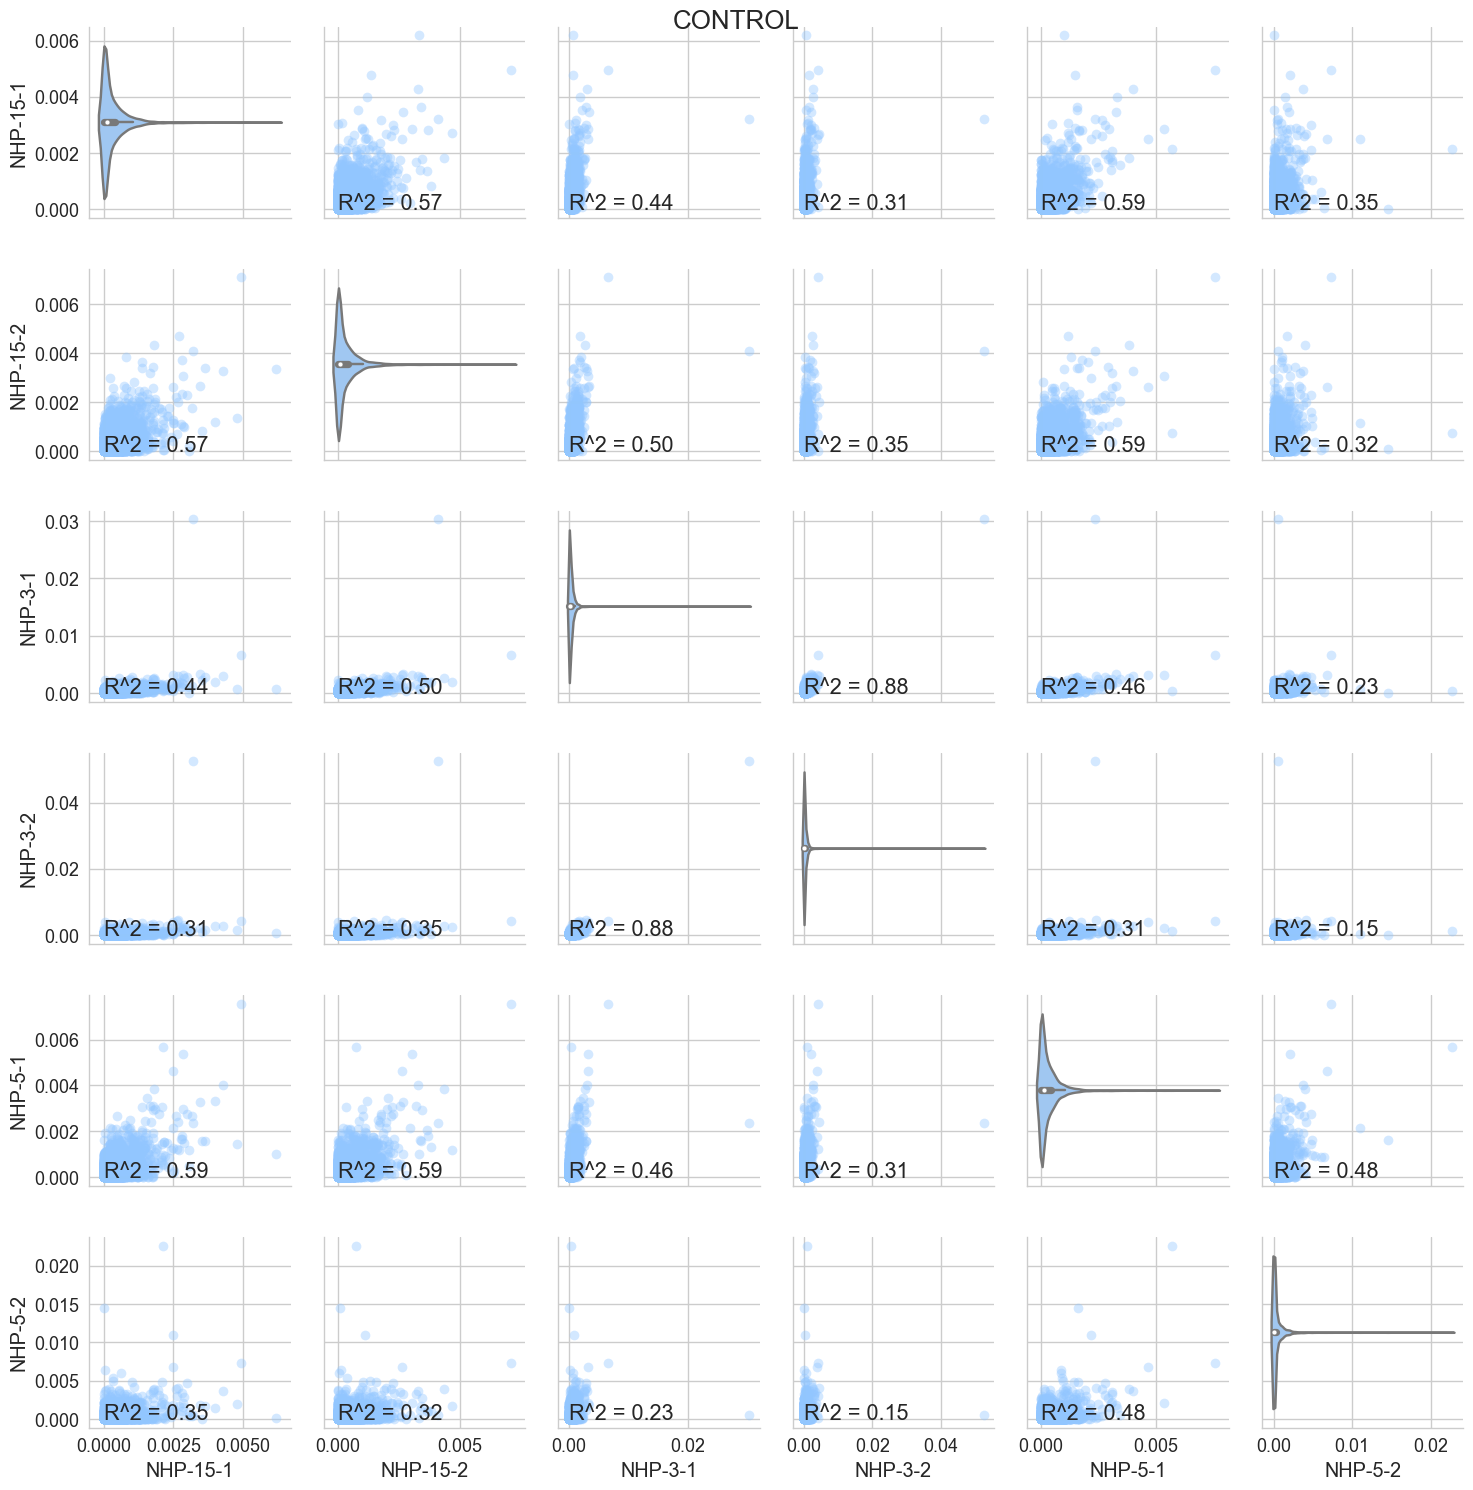 CONTROL
0.006
0.004
0.002
0.000
NHP-15-1
R^2 = 0.57
R^2 = 0.44
R^2 = 0.31
R^2 = 0.59
R^2 = 0.35
0.006
0.004
0.002
0.000
NHP-15-2
R^2 = 0.57
R^2 = 0.50
R^2 = 0.35
R^2 = 0.59
R^2 = 0.32
0.03
0.02
0.01
0.00
NHP-3-1
R^2 = 0.44
R^2 = 0.50
R^2 = 0.88
R^2 = 0.46
R^2 = 0.23
0.04
0.02
0.00
NHP-3-2
R^2 = 0.31
R^2 = 0.35
R^2 = 0.88
R^2 = 0.31
R^2 = 0.15
0.006
0.004
0.002
0.000
NHP-5-1
R^2 = 0.59
R^2 = 0.59
R^2 = 0.46
R^2 = 0.31
R^2 = 0.48
0.020
0.015
0.010
0.005
0.000
NHP-5-2
R^2 = 0.35
R^2 = 0.32
R^2 = 0.23
R^2 = 0.15
R^2 = 0.48
0.0000 0.0025 0.0050
0.000 0.005
0.00 0.02
0.00 0.02 0.04
0.000 0.005
0.00 0.01 0.02
NHP-15-1
NHP-15-2
NHP-3-1
NHP-3-2
NHP-5-1
NHP-5-2